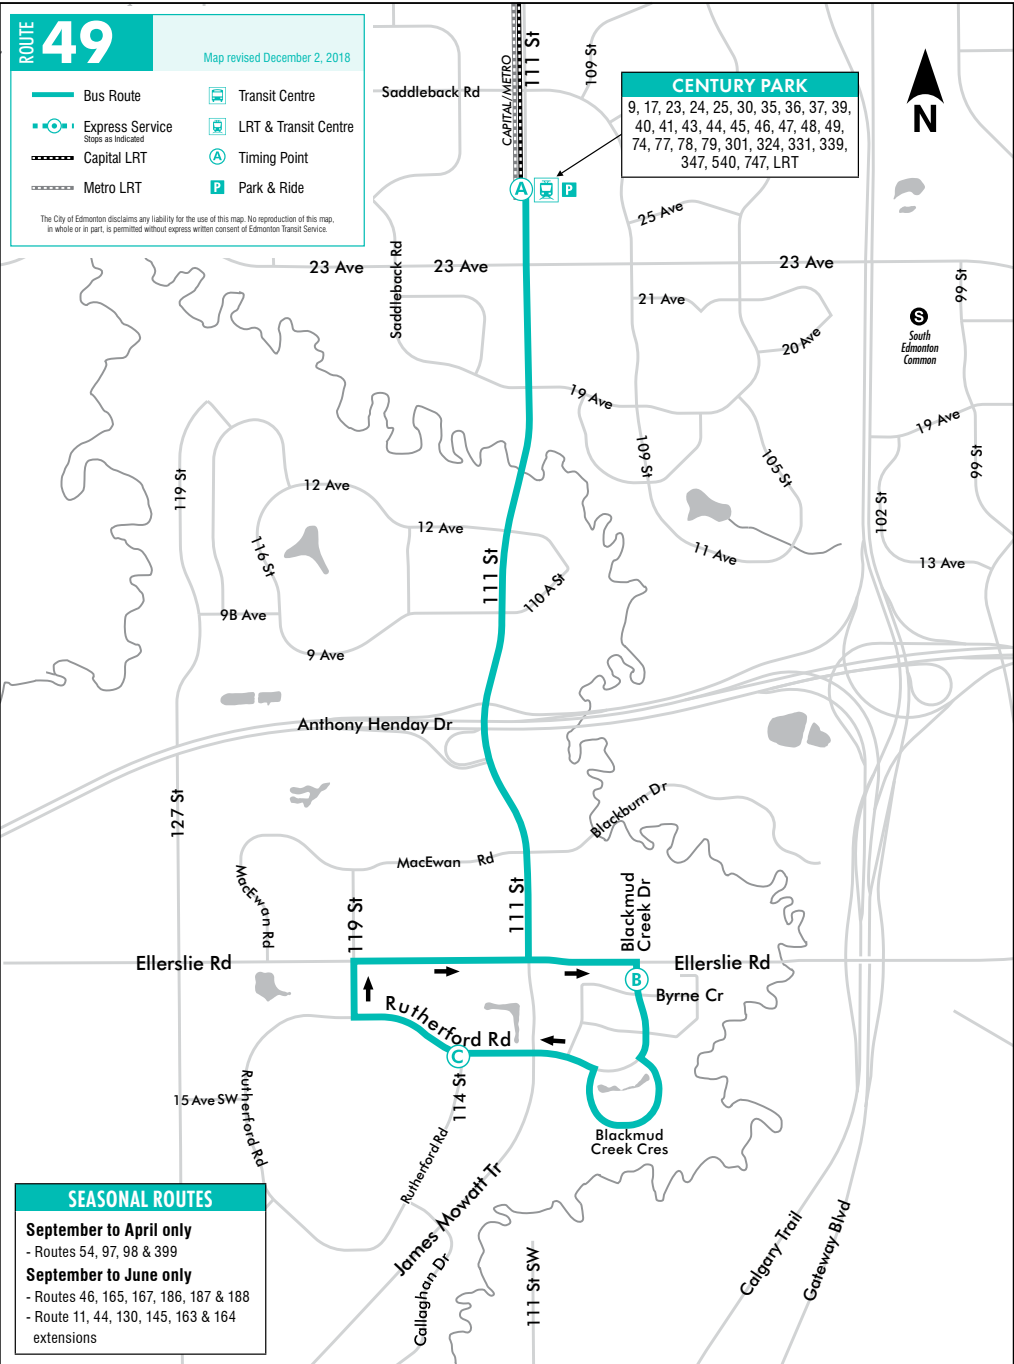 ROUTE 49
Map revised December 2, 2018
Bus Route
Transit Centre
Express Service
Stops as Indicated
LRT & Transit Centre
Capital LRT
A
Timing Point
Metro LRT
P
Park & Ride
The City of Edmonton disclaims any liability for the use of this map. No reproduction of this map,
in whole or in part, is permitted without express written consent of Edmonton Transit Service.
CAPITAL/METRO
111 St
109 St
Saddleback Rd
CENTURY PARK
9, 17, 23, 24, 25, 30, 35, 36, 37, 39,
40, 41, 43, 44, 45, 46, 47, 48, 49,
74, 77, 78, 79, 301, 324, 331, 339,
347, 540, 747, LRT
N
A
P
25 Ave
Saddleback Rd
23 Ave
23 Ave
23 Ave
99 St
21 Ave
20 Ave
S
South
Edmonton
Common
19 Ave
19 Ave
109 St
105 St
99 St
119 St
12 Ave
12 Ave
102 St
116 St
111 St
11 Ave
13 Ave
110 A St
9B Ave
9 Ave
Anthony Henday Dr
127 St
Blackburn Dr
MacEwan Rd
MacEwan Rd
119 St
111 St
Blackmud
Creek Dr
Ellerslie Rd
Ellerslie Rd
B
Byrne Cr
Rutherford Rd
C
114 St
15 Ave SW
Rutherford Rd
Rutherford Rd
Blackmud
Creek Cres
James Mowatt Tr
Callaghan Dr
111 St SW
Calgary Trail
Gateway Blvd
SEASONAL ROUTES
September to April only
- Routes 54, 97, 98 & 399
September to June only
- Routes 46, 165, 167, 186, 187 & 188
- Route 11, 44, 130, 145, 163 & 164
extensions